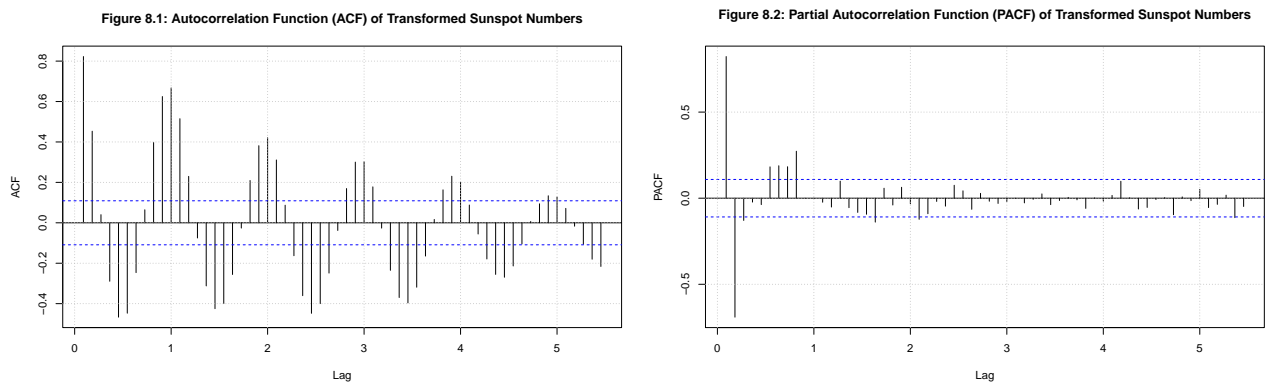 Figure 8.1: Autocorrelation Function (ACF) of Transformed Sunspot Numbers
ACF
0.8
0.6
0.4
0.2
0.0
−0.2
−0.4
0 1 2 3 4 5
Lag
Figure 8.2: Partial Autocorrelation Function (PACF) of Transformed Sunspot Numbers
PACF
0.5
0.0
−0.5
0 1 2 3 4 5
Lag